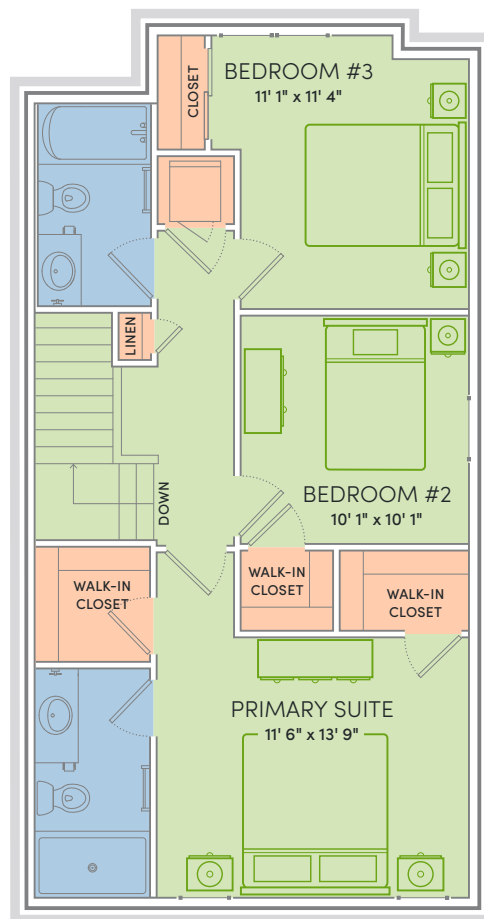 BEDROOM #3
11' 1" x 11' 4"
CLOSET
LINEN
DOWN
BEDROOM #2
10' 1" x 10' 1"
WALK-IN
CLOSET
WALK-IN
CLOSET
WALK-IN
CLOSET
PRIMARY SUITE
11' 6" x 13' 9"